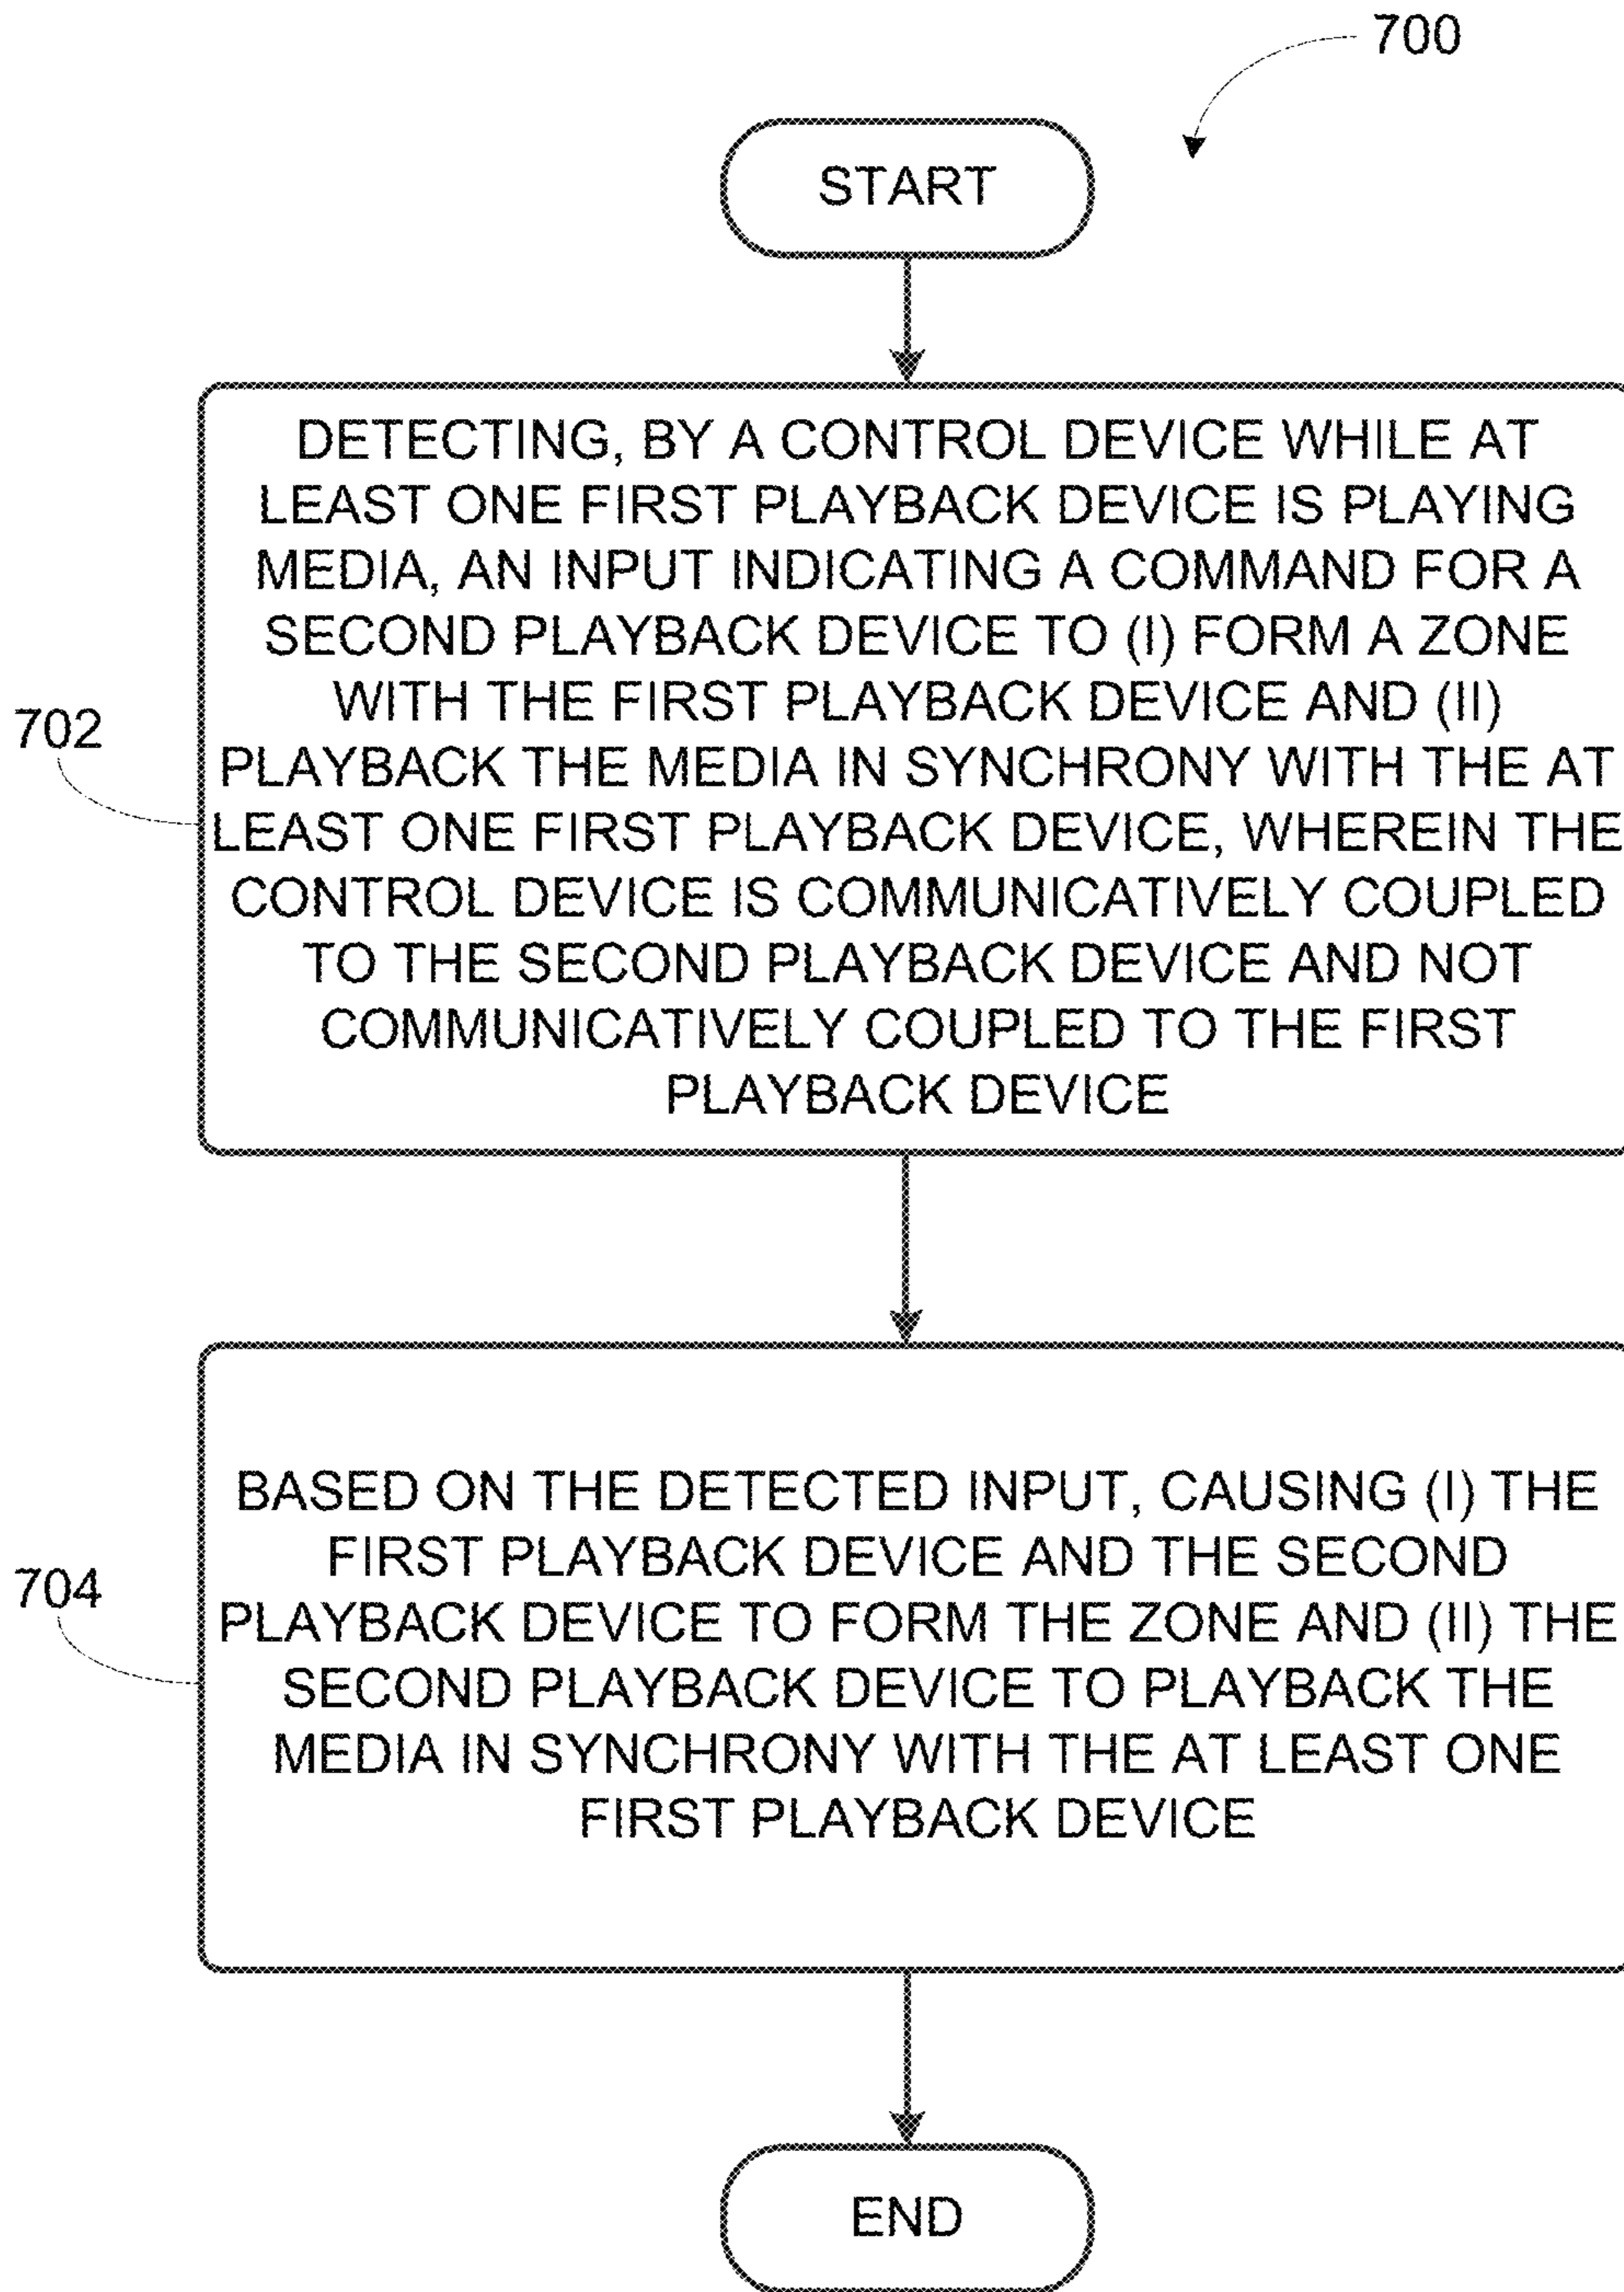 700
START
DETECTING, BY A CONTROL DEVICE WHILE AT
LEAST ONE FIRST PLAYBACK DEVICE IS PLAYING
MEDIA, AN INPUT INDICATING A COMMAND FOR A
SECOND PLAYBACK DEVICE TO (I) FORM A ZONE
WITH THE FIRST PLAYBACK DEVICE AND (II)
702
PLAYBACK THE MEDIA IN SYNCHRONY WITH THE AT
LEAST ONE FIRST PLAYBACK DEVICE, WHEREIN THE
CONTROL DEVICE IS COMMUNICATIVELY COUPLED
TO THE SECOND PLAYBACK DEVICE AND NOT
COMMUNICATIVELY COUPLED TO THE FIRST
PLAYBACK DEVICE
BASED ON THE DETECTED INPUT, CAUSING (I) THE
FIRST PLAYBACK DEVICE AND THE SECOND
704
PLAYBACK DEVICE TO FORM THE ZONE AND (II) THE
SECOND PLAYBACK DEVICE TO PLAYBACK THE
MEDIA IN SYNCHRONY WITH THE AT LEAST ONE
FIRST PLAYBACK DEVICE
END